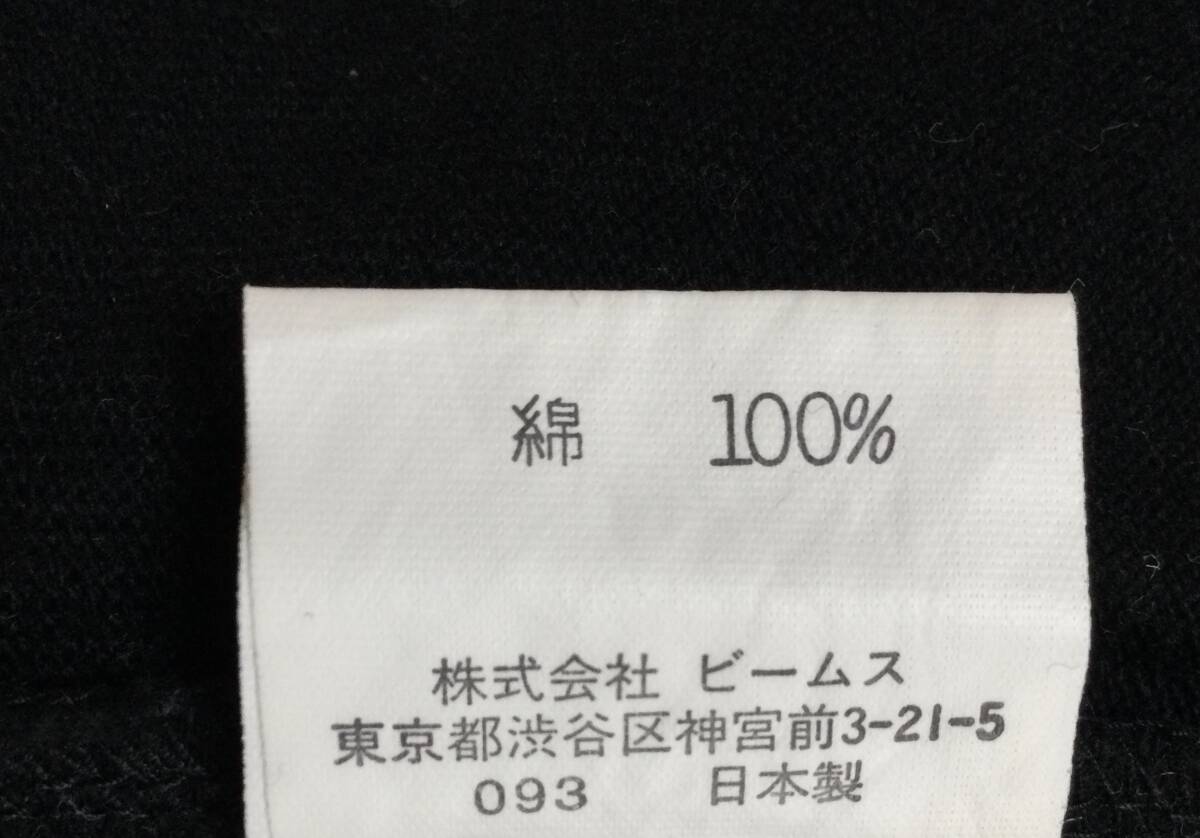 綿 100%
株式会社 ビームス
東京都渋谷区神宮前3-21-5
093 日本製